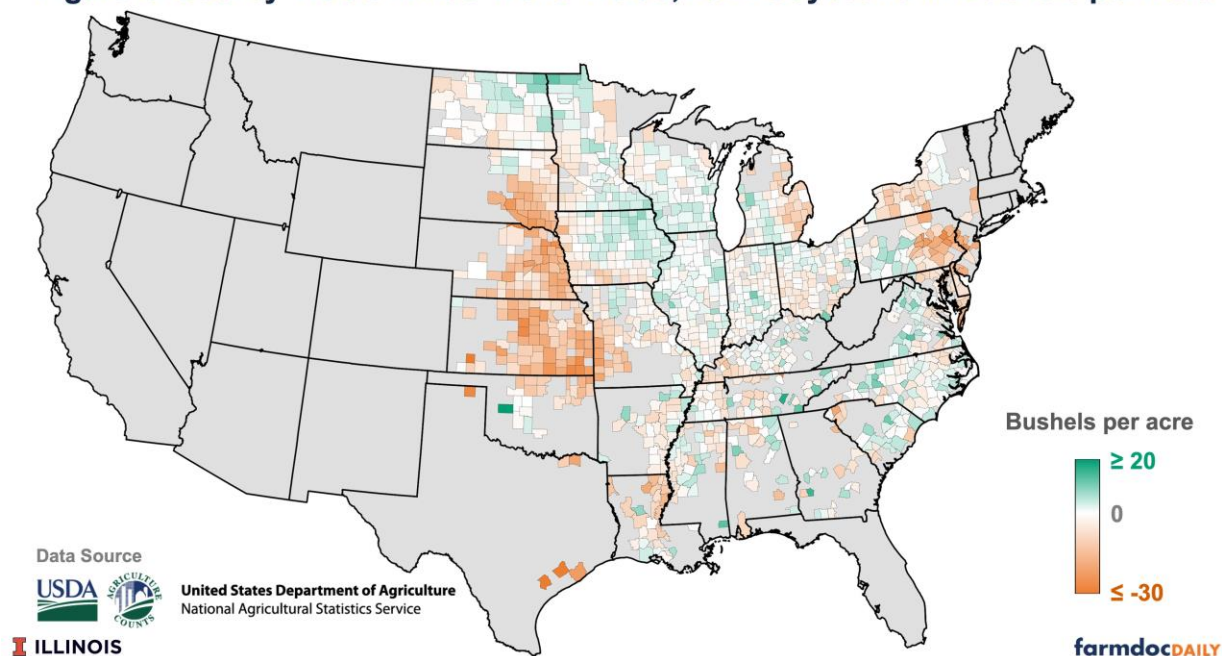 Bushels per acre
≥ 20
0
≤ -30
Data Source
USDA
AGRICULTURE COUNTS
United States Department of Agriculture
National Agricultural Statistics Service
ILLINOIS
farmdocDAILY